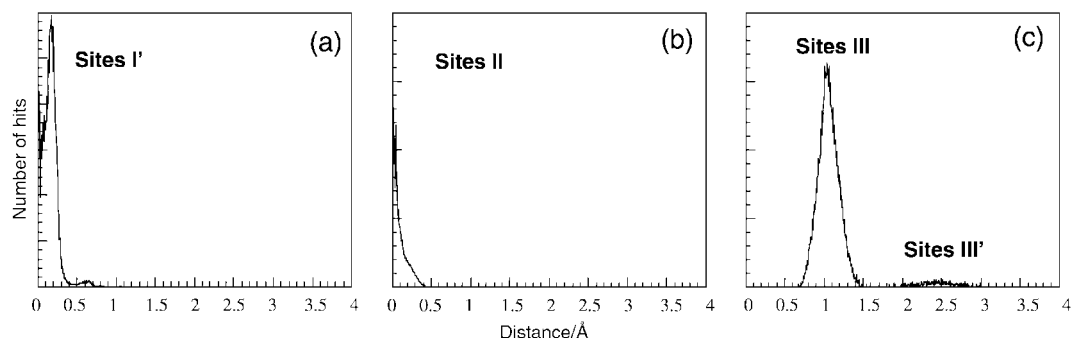 (a)
Sites I’
(b)
Sites II
(c)
Sites III
Sites III’
Number of hits
0 0.5 1 1.5 2 2.5 3 3.5 4
0 0.5 1 1.5 2 2.5 3 3.5 4
0 0.5 1 1.5 2 2.5 3 3.5 4
Distance/Å